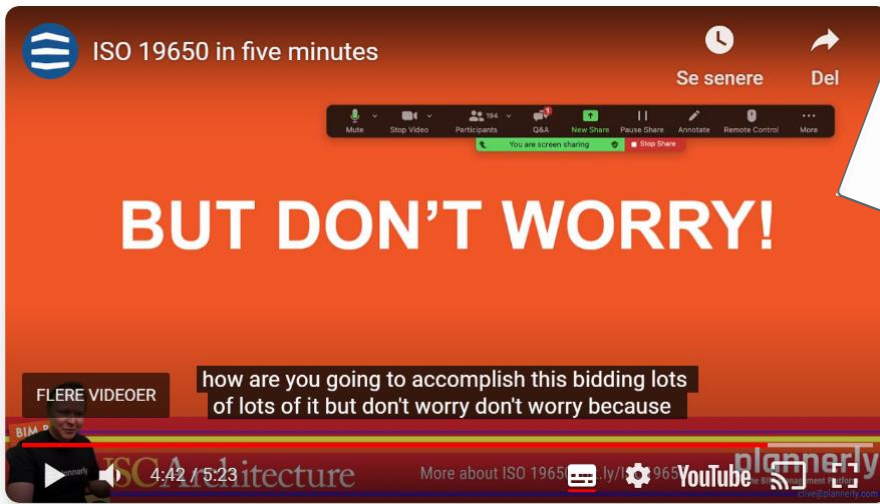 ISO 19650 in five minutes
Se senere
Del
194
1
Mute
Stop Video
Participants
Q&A
New Share
Pause Share
Annotate
Remote Control
More
You are screen sharing
Stop Share
BUT DON'T WORRY!
how are you going to accomplish this bidding lots
of lots of it but don't worry don't worry because
FLERE VIDEOER
BIM
4:42 / 5:23
Architecture
More about ISO 1965
YouTube
plannerly
clive@plannerly.com